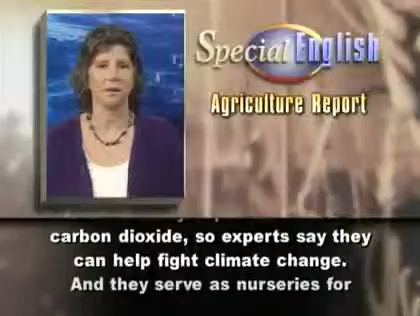 Special English
Agriculture Report
carbon dioxide, so experts say they
can help fight climate change.
And they serve as nurseries for